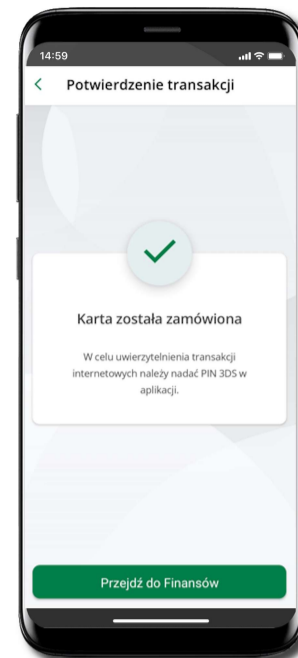 14:59
Potwierdzenie transakcji
Karta została zamówiona
W celu uwierzytelnienia transakcji
internetowych należy nadać PIN 3DS w
aplikacji.
Przejdź do Finansów